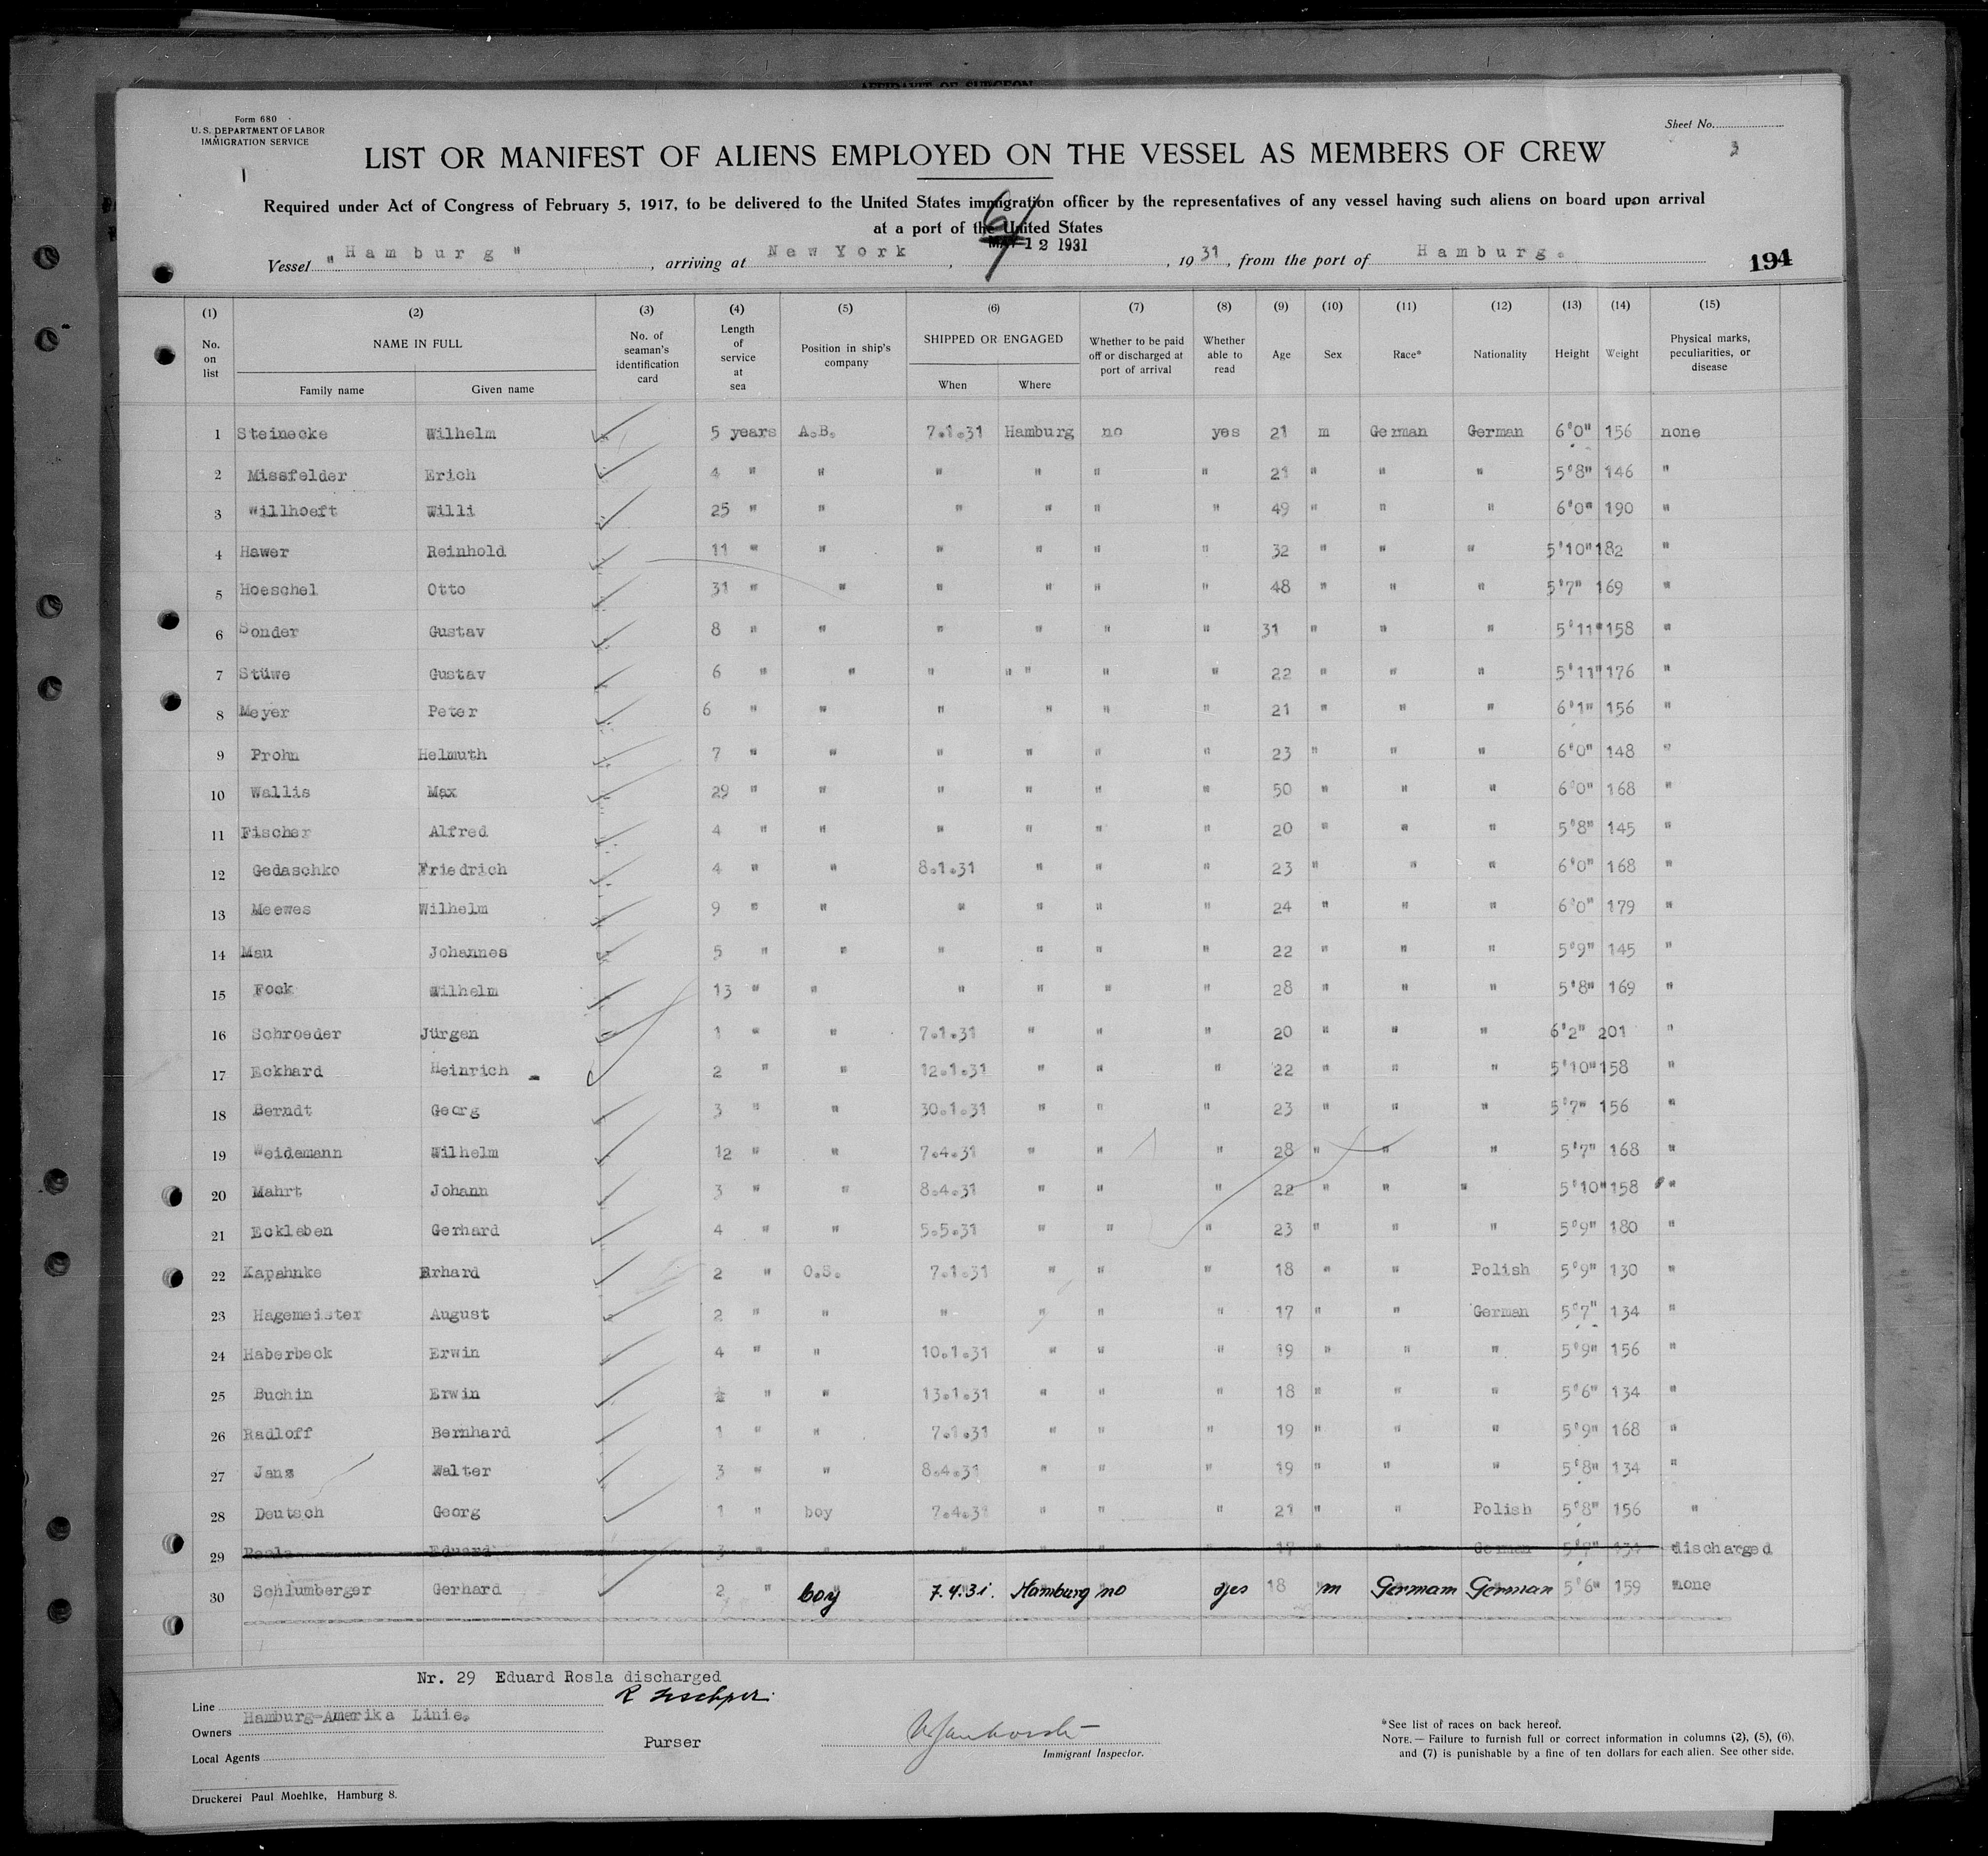 AFFIDAVIT OF SURGEON
Form 680
U. S. DEPARTMENT OF LABOR
IMMIGRATION SERVICE
Sheet No.
3
LIST OR MANIFEST OF ALIENS EMPLOYED ON THE VESSEL AS MEMBERS OF CREW
Required under Act of Congress of February 5, 1917, to be delivered to the United States immigration officer by the representatives of any vessel having such aliens on board upon arrival
at a port of the United States
MAY 12 1931
Vessel "Hamburg", arriving at New York, 1931, from the port of Hamburg.
194
(1) (2) (3) (4) (5) (6) (7) (8) (9) (10) (11) (12) (13) (14) (15)
No. on list NAME IN FULL Family name Given name No. of seaman's identification card Length of service at sea Position in ship's company SHIPPED OR ENGAGED When Where Whether to be paid off or discharged at port of arrival Whether able to read Age Sex Race* Nationality Height Weight Physical marks, peculiarities, or disease
1 Steinecke Wilhelm 5 years A.B. 7.1.31 Hamburg no yes 21 m German German 6'0" 156 none
2 Missfelder Erich 4 " " " " " " 21 " " " 5'8" 146 "
3 Willhoeft Willi 25 " " " " " " 49 " " " 6'0" 190 "
4 Hawer Reinhold 11 " " " " " " 32 " " " 5'10" 182 "
5 Hoeschel Otto 31 " " " " " " 48 " " " 5'7" 169 "
6 Sonder Gustav 8 " " " " " " 31 " " " 5'11" 158 "
7 Stüwe Gustav 6 " " " " " " " 22 " " " 5'11" 176 "
8 Meyer Peter 6 " " " " " " 21 " " " 6'1" 156 "
9 Prohn Helmuth 7 " " " " " " 23 " " " 6'0" 148 "
10 Wallis Max 29 " " " " " " 50 " " " 6'0" 168 "
11 Fischer Alfred 4 " " " " " " 20 " " " 5'8" 145 "
12 Gedaschko Friedrich 4 " " 8.1.31 " " " 23 " " " 6'0" 168 "
13 Meewes Wilhelm 9 " " " " " " 24 " " " 6'0" 179 "
14 Mau Johannes 5 " " " " " " 22 " " " 5'9" 145 "
15 Fock Wilhelm 13 " " " " " " 28 " " " 5'8" 169 "
16 Schroeder Jürgen 1 " " 7.1.31 " " " 20 " " " 6'2" 201 "
17 Eckhard Heinrich 2 " " 12.1.31 " " " 22 " " " 5'10" 158 "
18 Berndt Georg 3 " " 30.1.31 " " " 23 " " " 5'7" 156 "
19 Weidemann Wilhelm 12 " " 7.4.31 " " " 28 " " " 5'7" 168 "
20 Mahrt Johann 3 " " 8.4.31 " " " 22 " " " 5'10" 158 "
21 Eckleben Gerhard 4 " " 5.5.31 " " " 23 " " " 5'9" 180 "
22 Kapahnke Erhard 2 " O.S. 7.1.31 " " " 18 " " Polish 5'9" 130 "
23 Hagemeister August 2 " " " " " " 17 " " German 5'7" 134 "
24 Haberbeck Erwin 4 " " 10.1.31 " " " 19 " " " 5'9" 156 "
25 Buchin Erwin ½ " " 13.1.31 " " " 18 " " " 5'6" 134 "
26 Radloff Bernhard 1 " " 7.1.31 " " " 19 " " " 5'9" 168 "
27 Janz Walter 3 " " 8.4.31 " " " 19 " " " 5'8" 134 "
28 Deutsch Georg 1 " boy 7.4.31 " " " 21 " " Polish 5'8" 156 "
29 Rosla Eduard 3 " " " " " " 17 " " German 5'7" discharged
30 Schlumberger Gerhard 2 " boy 7.4.31. Hamburg no yes 18 m German German 5'6" 159 none
Nr. 29 Eduard Rosla discharged
Line
Owners Hamburg-Amerika Linie.
Local Agents
Purser
Immigrant Inspector.
*See list of races on back hereof.
NOTE. — Failure to furnish full or correct information in columns (2), (5), (6),
and (7) is punishable by a fine of ten dollars for each alien. See other side.
Druckerei Paul Moehlke, Hamburg 8.